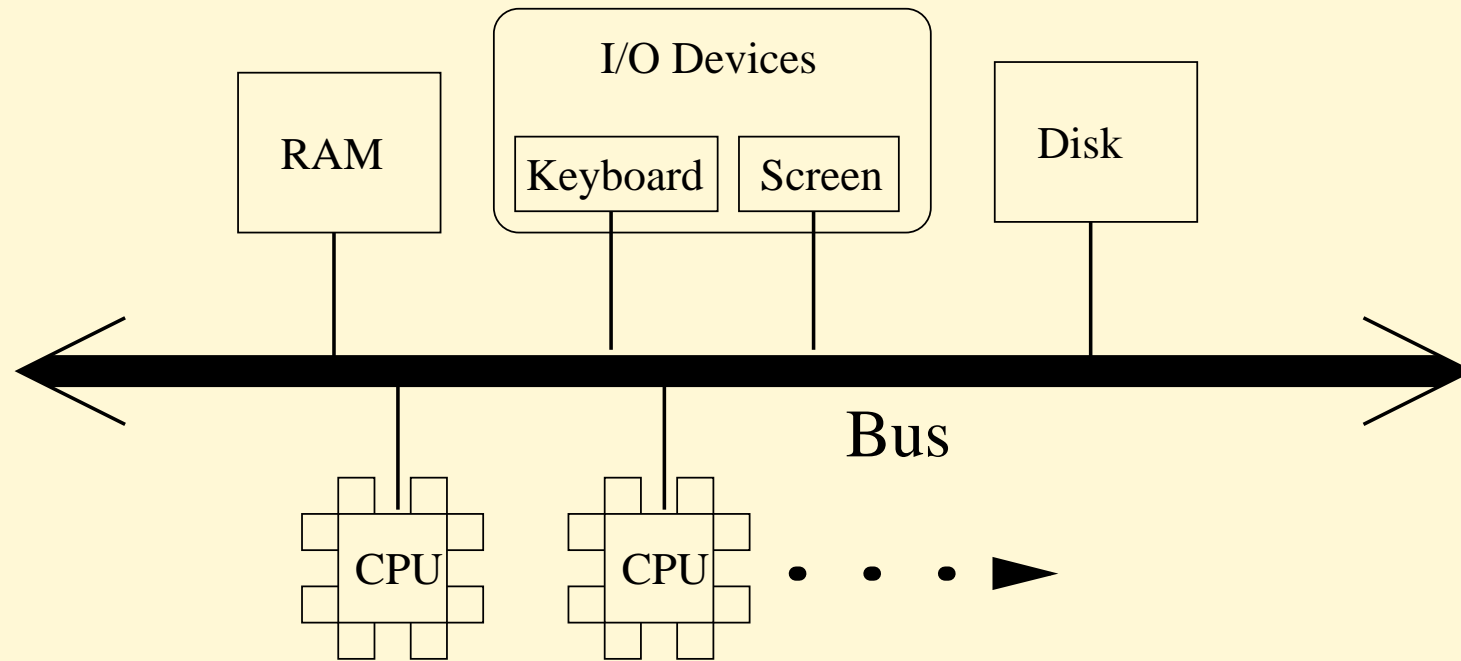 I/O Devices
RAM
Keyboard
Screen
Disk
Bus
CPU
CPU